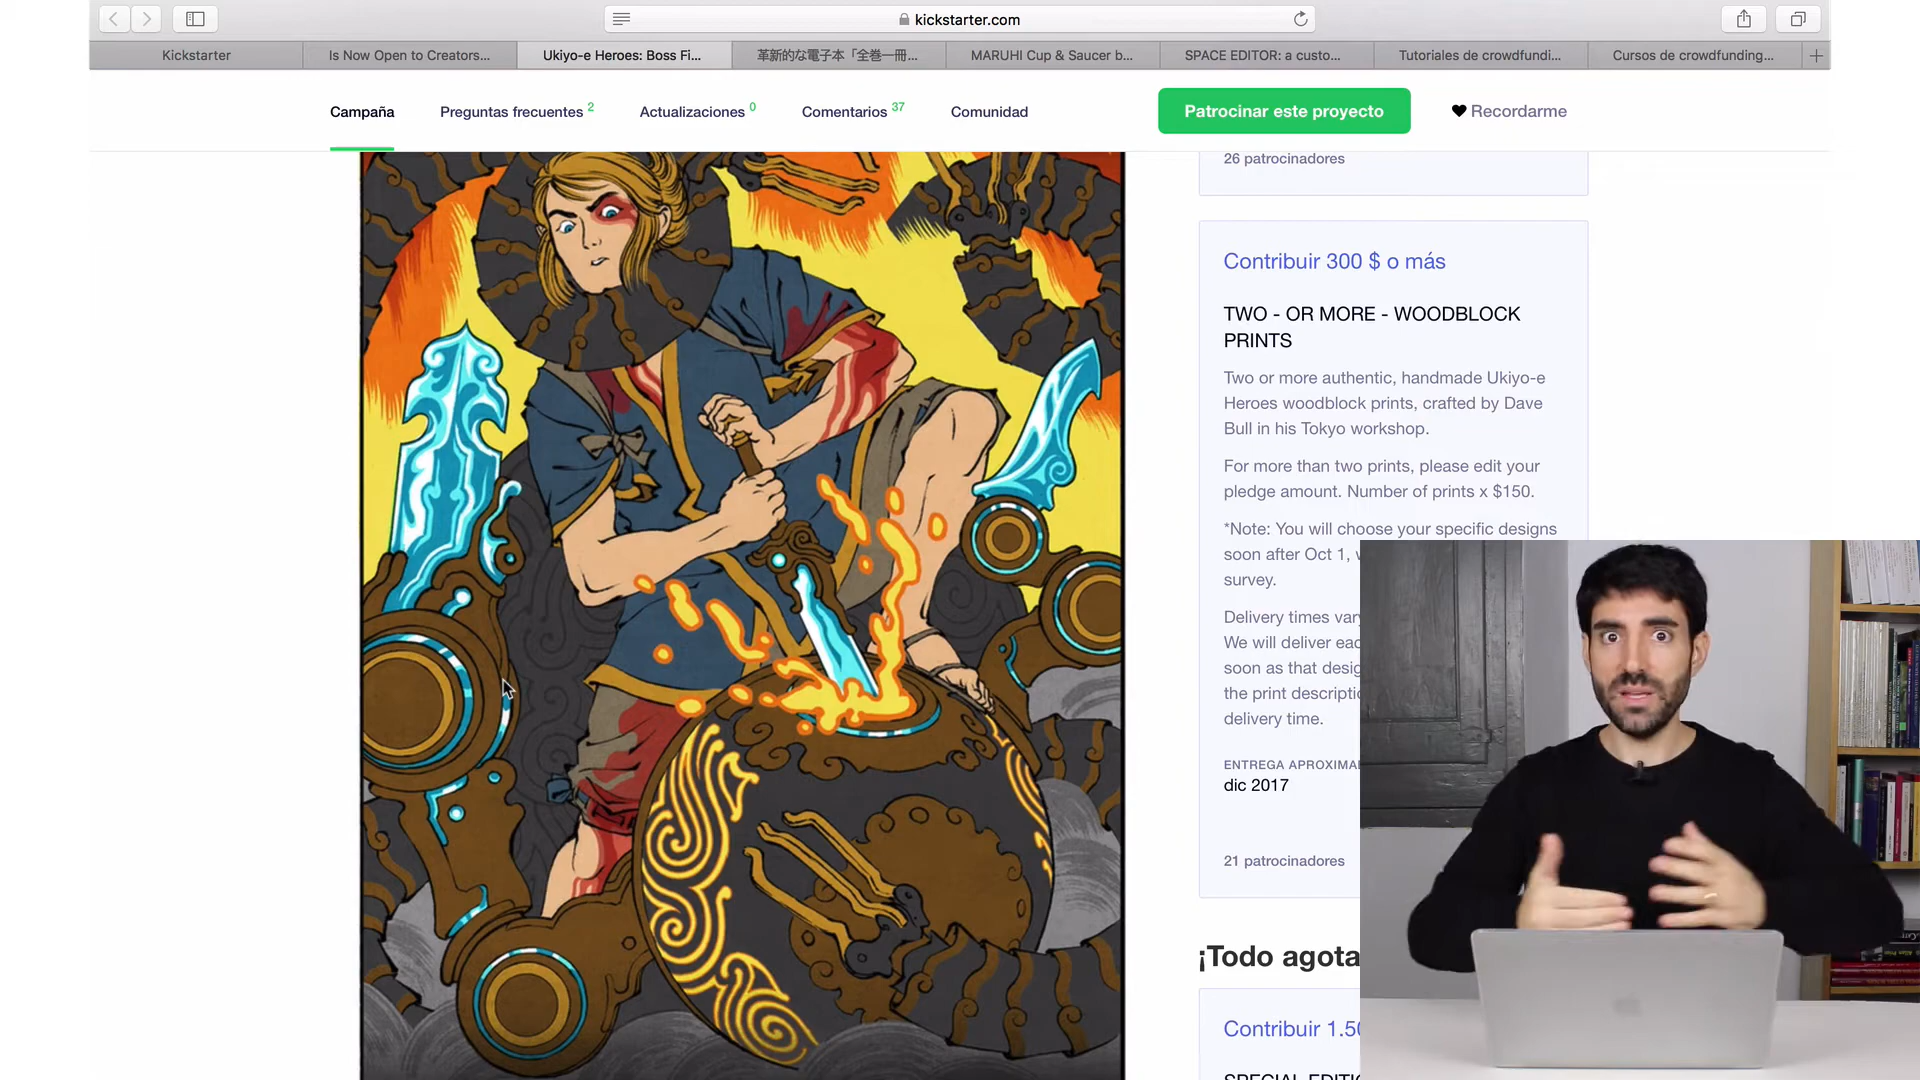 kickstarter.com
Kickstarter
Is Now Open to Creators...
Ukiyo-e Heroes: Boss Fi...
革新的な電子本「全巻一冊...
MARUHI Cup & Saucer b...
SPACE EDITOR: a custo...
Tutoriales de crowdfundi...
Cursos de crowdfunding...
Campaña
Preguntas frecuentes 2
Actualizaciones 0
Comentarios 37
Comunidad
Patrocinar este proyecto
Recordarme
26 patrocinadores
Contribuir 300 $ o más
TWO - OR MORE - WOODBLOCK
PRINTS
Two or more authentic, handmade Ukiyo-e
Heroes woodblock prints, crafted by Dave
Bull in his Tokyo workshop.
For more than two prints, please edit your
pledge amount. Number of prints x $150.
*Note: You will choose your specific designs
soon after Oct 1,
survey.
Delivery times
We will deliver
soon as that
the print
delivery time.
ENTREGA
dic 2017
21 patrocinadores
¡Todo
Contribuir
SPECIAL